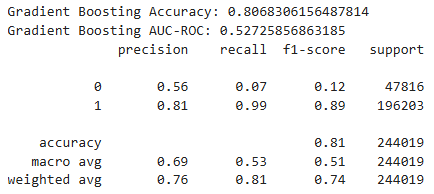 Gradient Boosting Accuracy: 0.8068306156487814
Gradient Boosting AUC-ROC: 0.52725856863185
precision recall f1-score support
0 0.56 0.07 0.12 47816
1 0.81 0.99 0.89 196203
accuracy 0.81 244019
macro avg 0.69 0.53 0.51 244019
weighted avg 0.76 0.81 0.74 244019